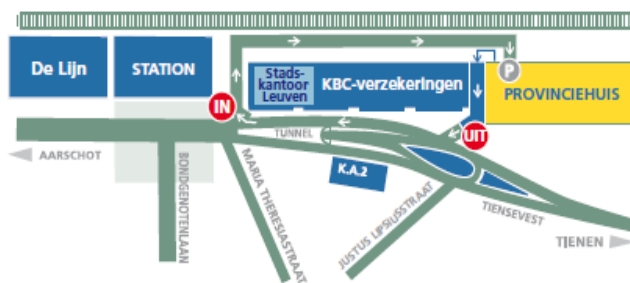 De Lijn
STATION
Stads-
kantoor
Leuven
KBC-verzekeringen
P
PROVINCIEHUIS
IN
UIT
TUNNEL
AARSCHOT
K.A.2
BONDGENOTENLAAN
MARIA THERESIASTRAAT
JUSTUS LIPSIUSSTRAAT
TIENSEVEST
TIENEN